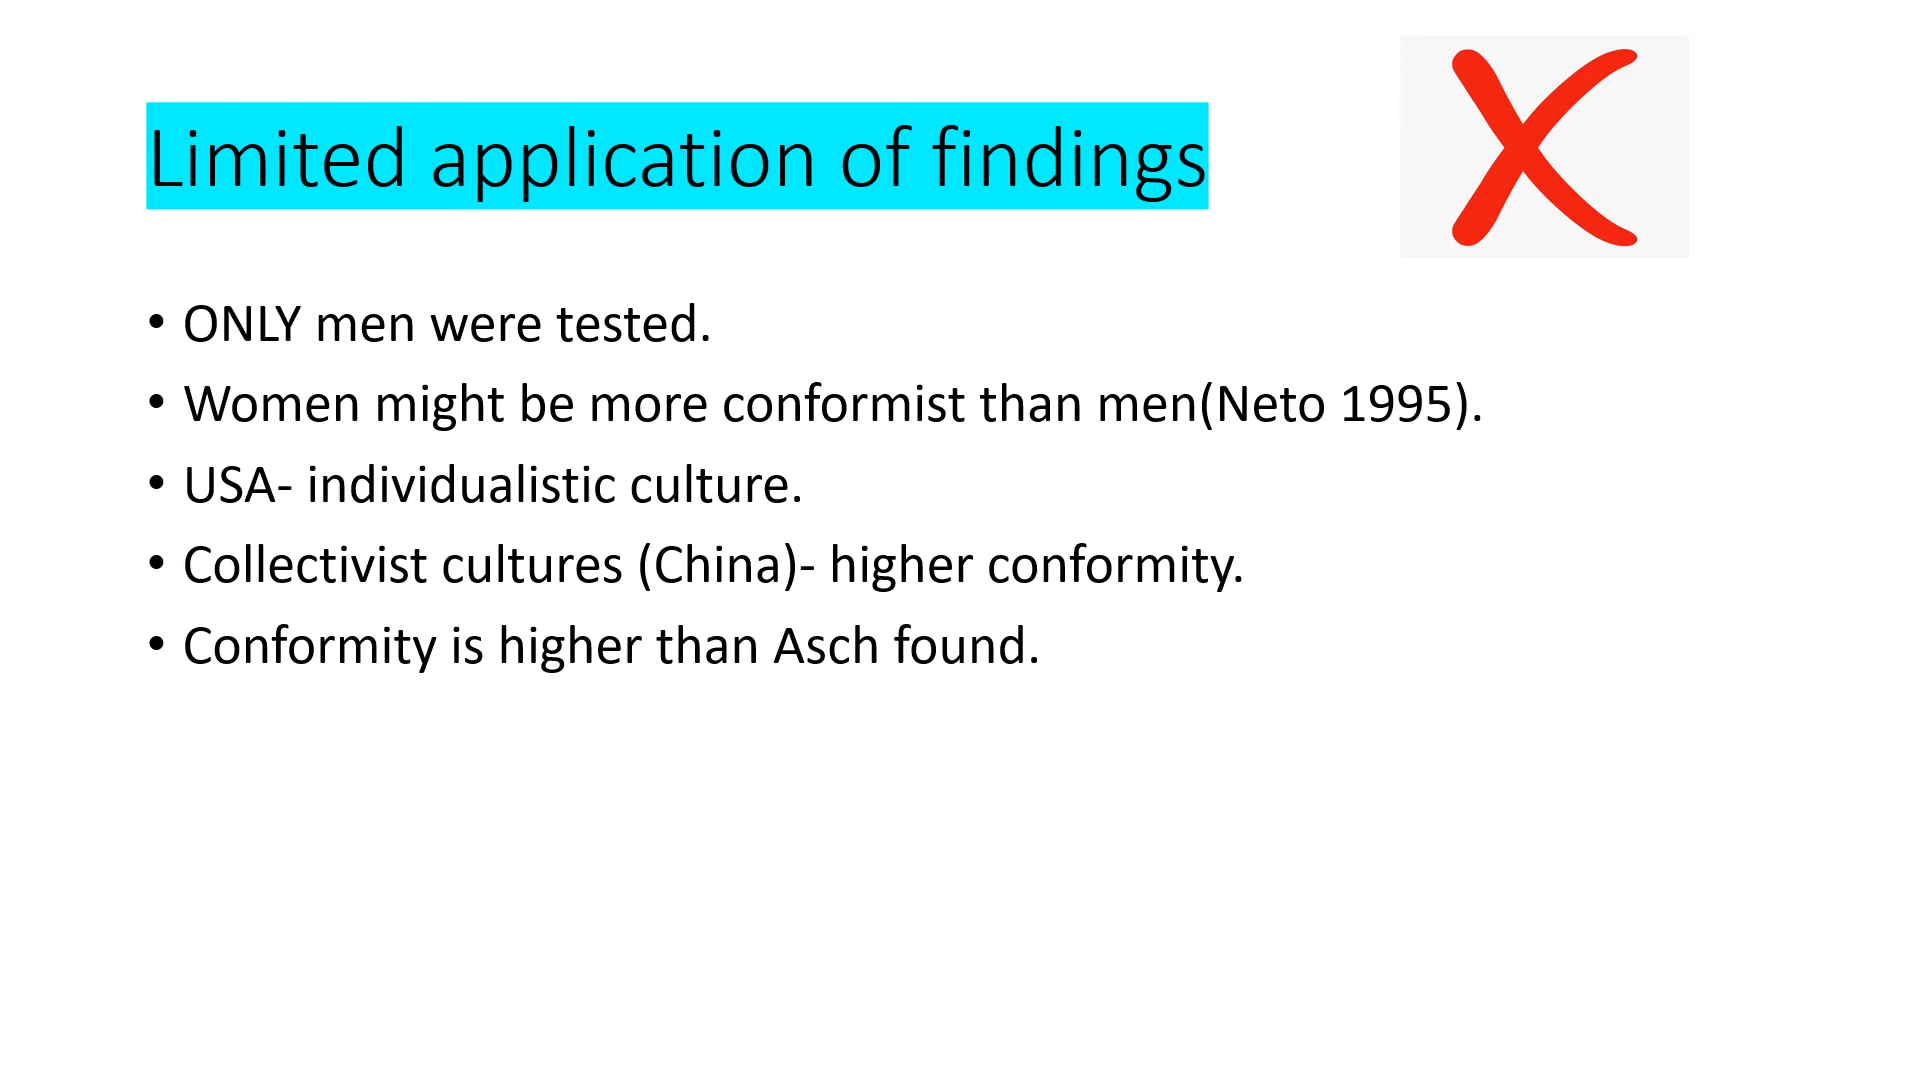 Limited application of findings
• ONLY men were tested.
• Women might be more conformist than men(Neto 1995).
• USA- individualistic culture.
• Collectivist cultures (China)- higher conformity.
• Conformity is higher than Asch found.